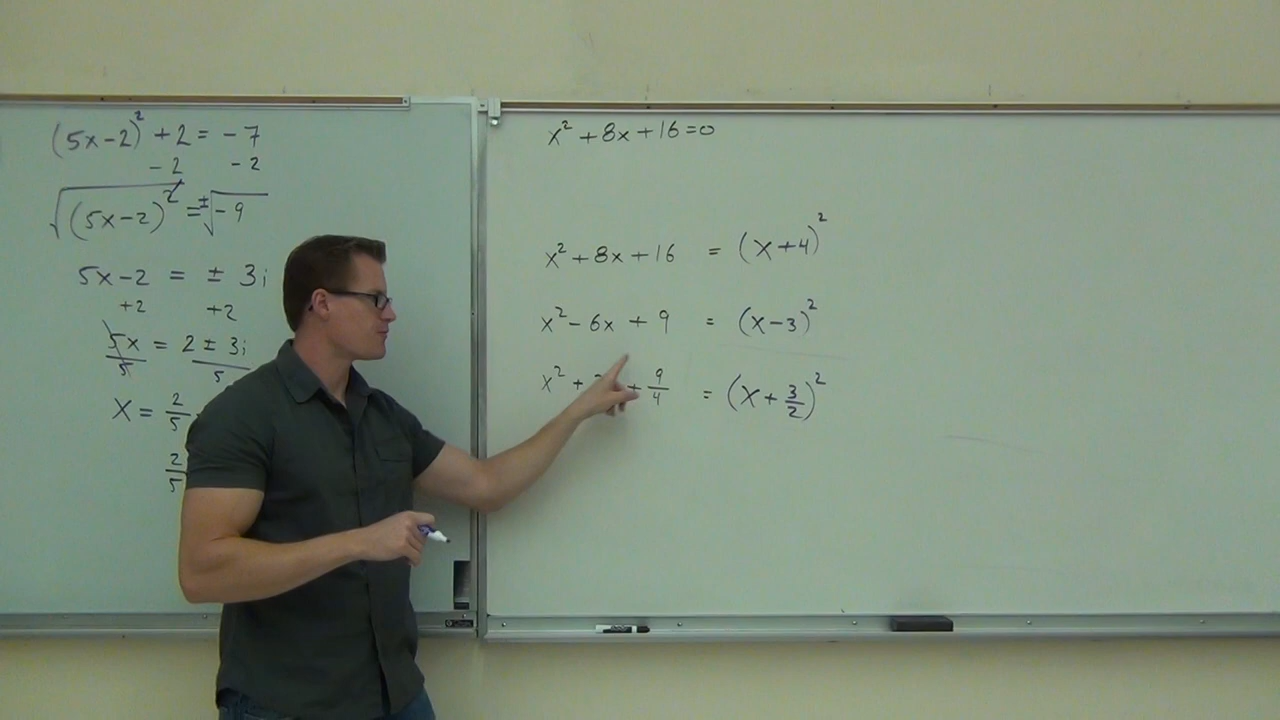 (5x-2)² + 2 = -7
-2 -2
√(5x-2)² = ±√-9
5x-2 = ± 3i
+2 +2
5x = 2 ± 3i
5 5
x = 2/5
2/5
x² + 8x + 16 = 0
x² + 8x + 16 = (x+4)²
x² - 6x + 9 = (x-3)²
x² + + 9/4 = (x + 3/2)²